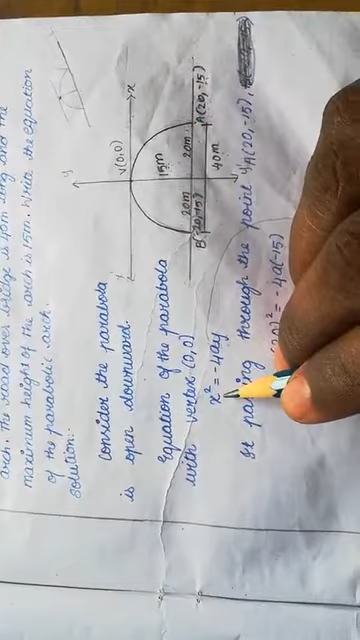 arch. The road over bridge is 40m long and the
maximum height of the arch is 15m. Write the equation
of the parabolic arch.
Solution:
Consider the parabola
is open downward.
Equation of the parabola
with vertex (0,0)
x² = -4ay
It passing through the point A(20,-15),
(20)² = -4a(-15)
y
x
V(0,0)
15m
20m
20m
A(20,-15)
B(-20,-15)
40m
y'